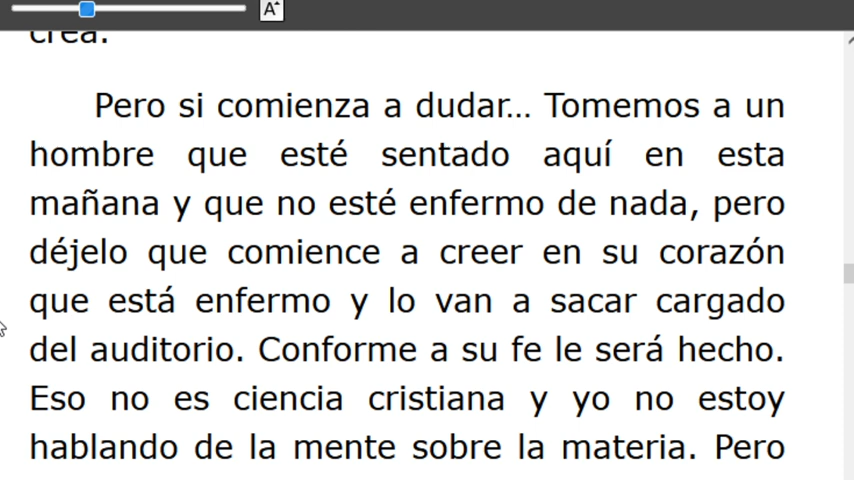 A
crea.
Pero si comienza a dudar... Tomemos a un
hombre que esté sentado aquí en esta
mañana y que no esté enfermo de nada, pero
déjelo que comience a creer en su corazón
que está enfermo y lo van a sacar cargado
del auditorio. Conforme a su fe le será hecho.
Eso no es ciencia cristiana y yo no estoy
hablando de la mente sobre la materia. Pero